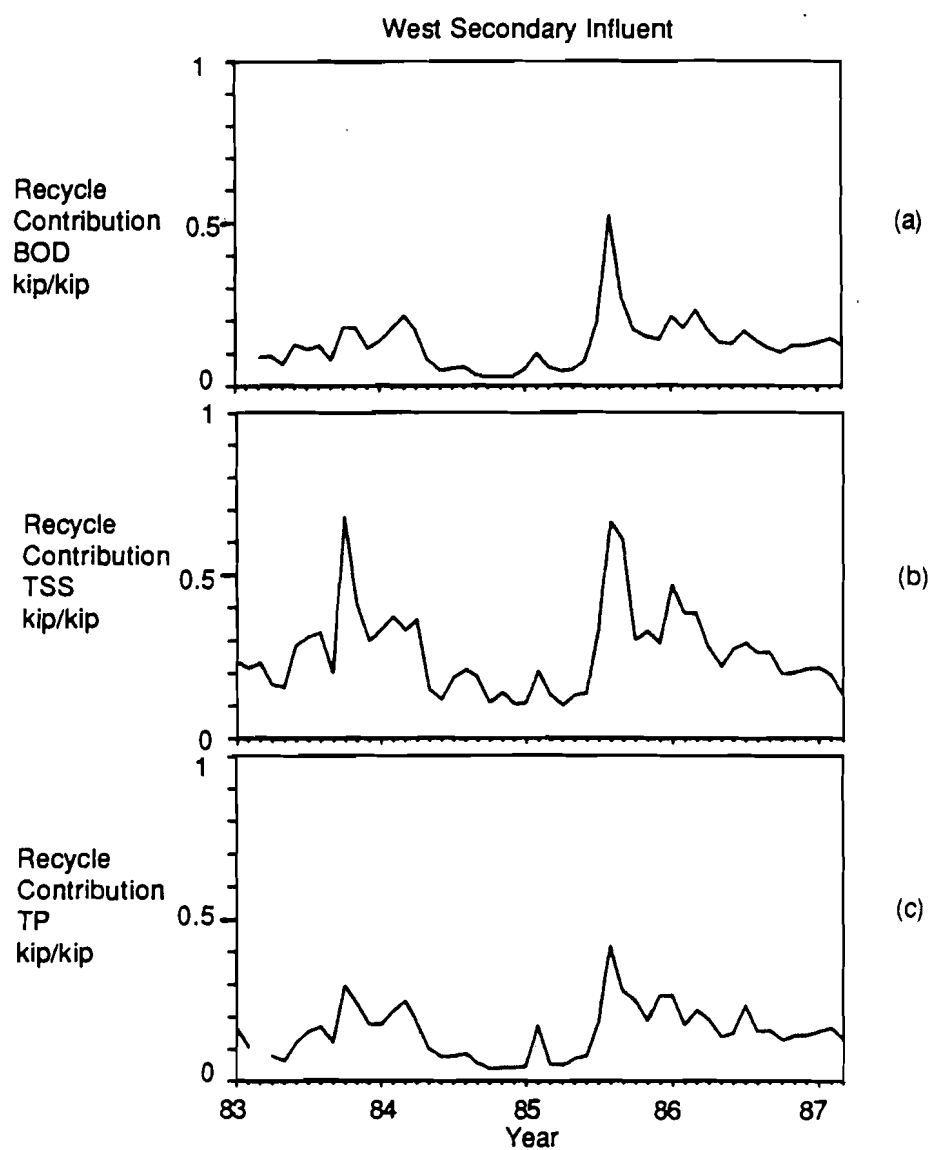 West Secondary Influent
1
Recycle
Contribution
BOD
kip/kip
0.5
0
(a)
1
Recycle
Contribution
TSS
kip/kip
0.5
0
(b)
1
Recycle
Contribution
TP
kip/kip
0.5
0
(c)
83 84 85 86 87
Year